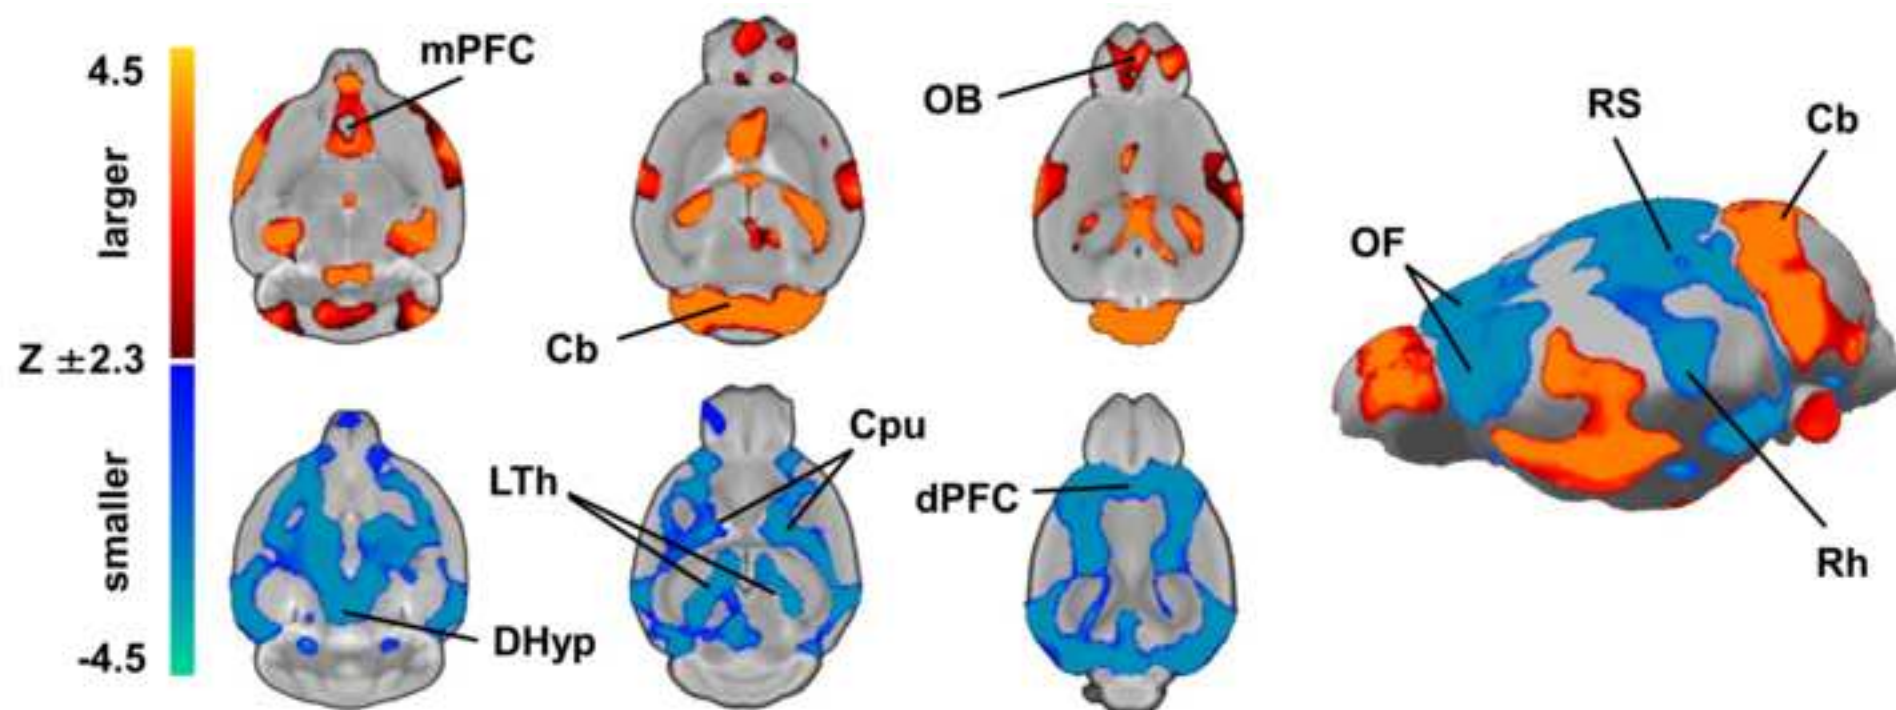 4.5
larger
Z ±2.3
smaller
-4.5
mPFC
Cb
OB
RS
Cb
OF
Rh
DHyp
LTh
Cpu
dPFC